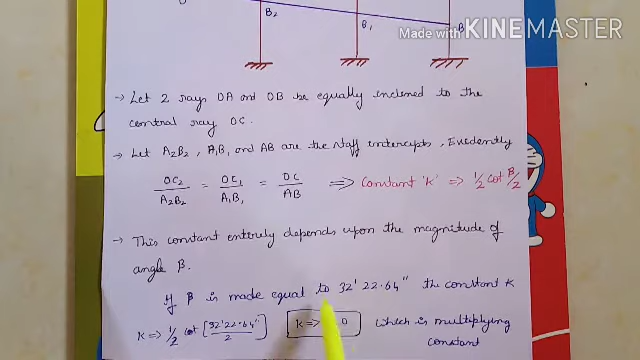 B₂
B₁
B
Made with KINEMASTER
→ Let 2 rays OA and OB be equally inclined to the
central ray OC.
→ Let A₂B₂, A₁B₁ and AB are the staff intercepts, Evidently
OC₂/A₂B₂ = OC₁/A₁B₁ = OC/AB ⟹ Constant 'K' ⟹ 1/2 cot β/2
→ This constant entirely depends upon the magnitude of
angle β.
If β is made equal to 32' 22.64" the constant K
K ⟹ 1/2 cot [32'22.64"/2] K ⟹ 0 which is multiplying
constant